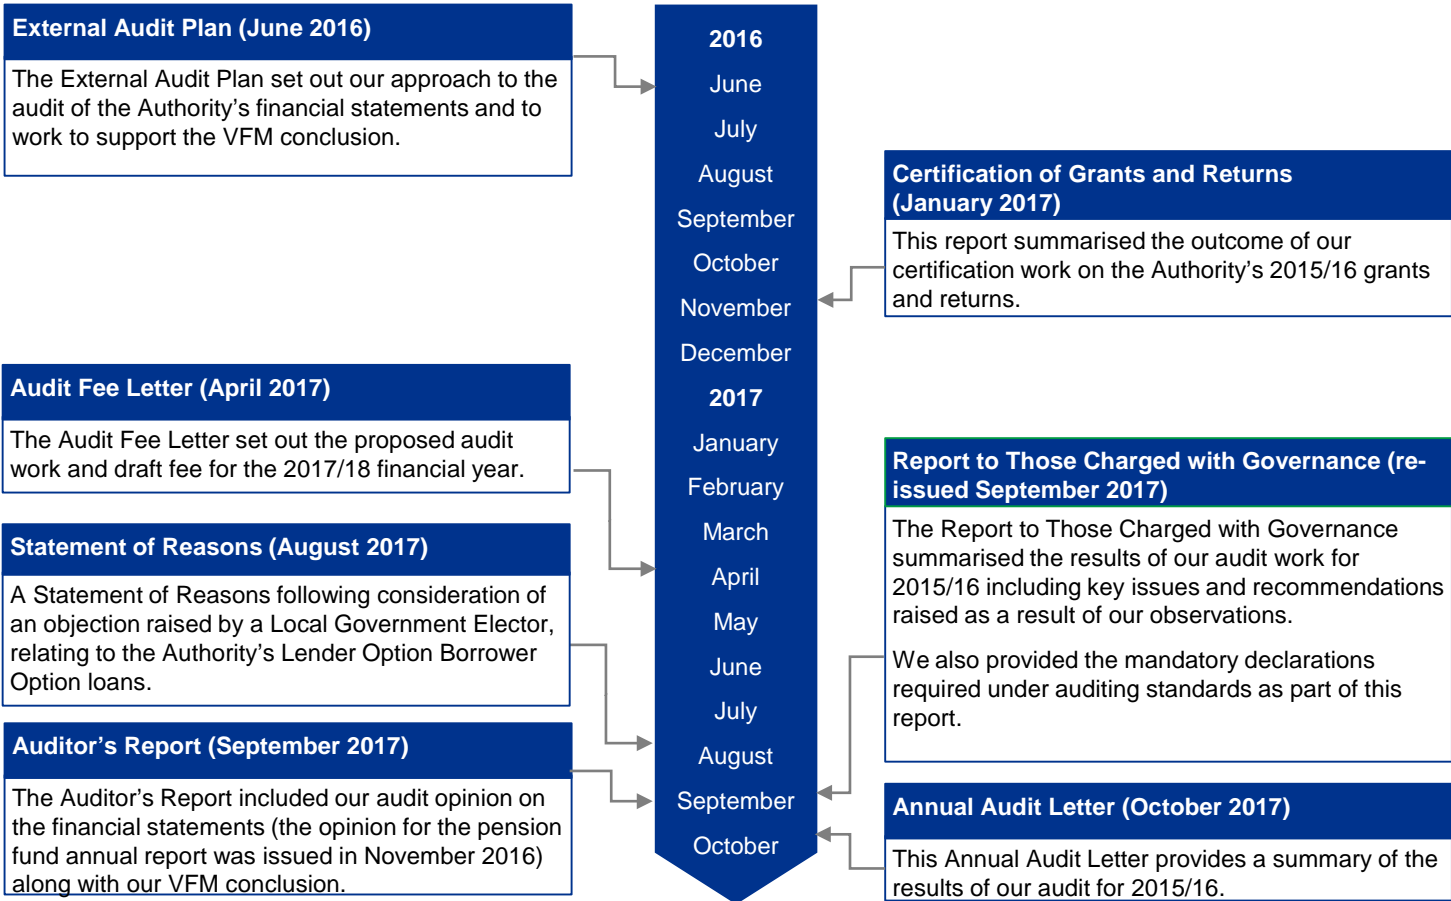 External Audit Plan (June 2016)
The External Audit Plan set out our approach to the
audit of the Authority’s financial statements and to
work to support the VFM conclusion.
Audit Fee Letter (April 2017)
The Audit Fee Letter set out the proposed audit
work and draft fee for the 2017/18 financial year.
Statement of Reasons (August 2017)
A Statement of Reasons following consideration of
an objection raised by a Local Government Elector,
relating to the Authority’s Lender Option Borrower
Option loans.
Auditor’s Report (September 2017)
The Auditor’s Report included our audit opinion on
the financial statements (the opinion for the pension
fund annual report was issued in November 2016)
along with our VFM conclusion.
2016
June
July
August
September
October
November
December
2017
January
February
March
April
May
June
July
August
September
October
Certification of Grants and Returns
(January 2017)
This report summarised the outcome of our
certification work on the Authority’s 2015/16 grants
and returns.
Report to Those Charged with Governance (re-
issued September 2017)
The Report to Those Charged with Governance
summarised the results of our audit work for
2015/16 including key issues and recommendations
raised as a result of our observations.
We also provided the mandatory declarations
required under auditing standards as part of this
report.
Annual Audit Letter (October 2017)
This Annual Audit Letter provides a summary of the
results of our audit for 2015/16.